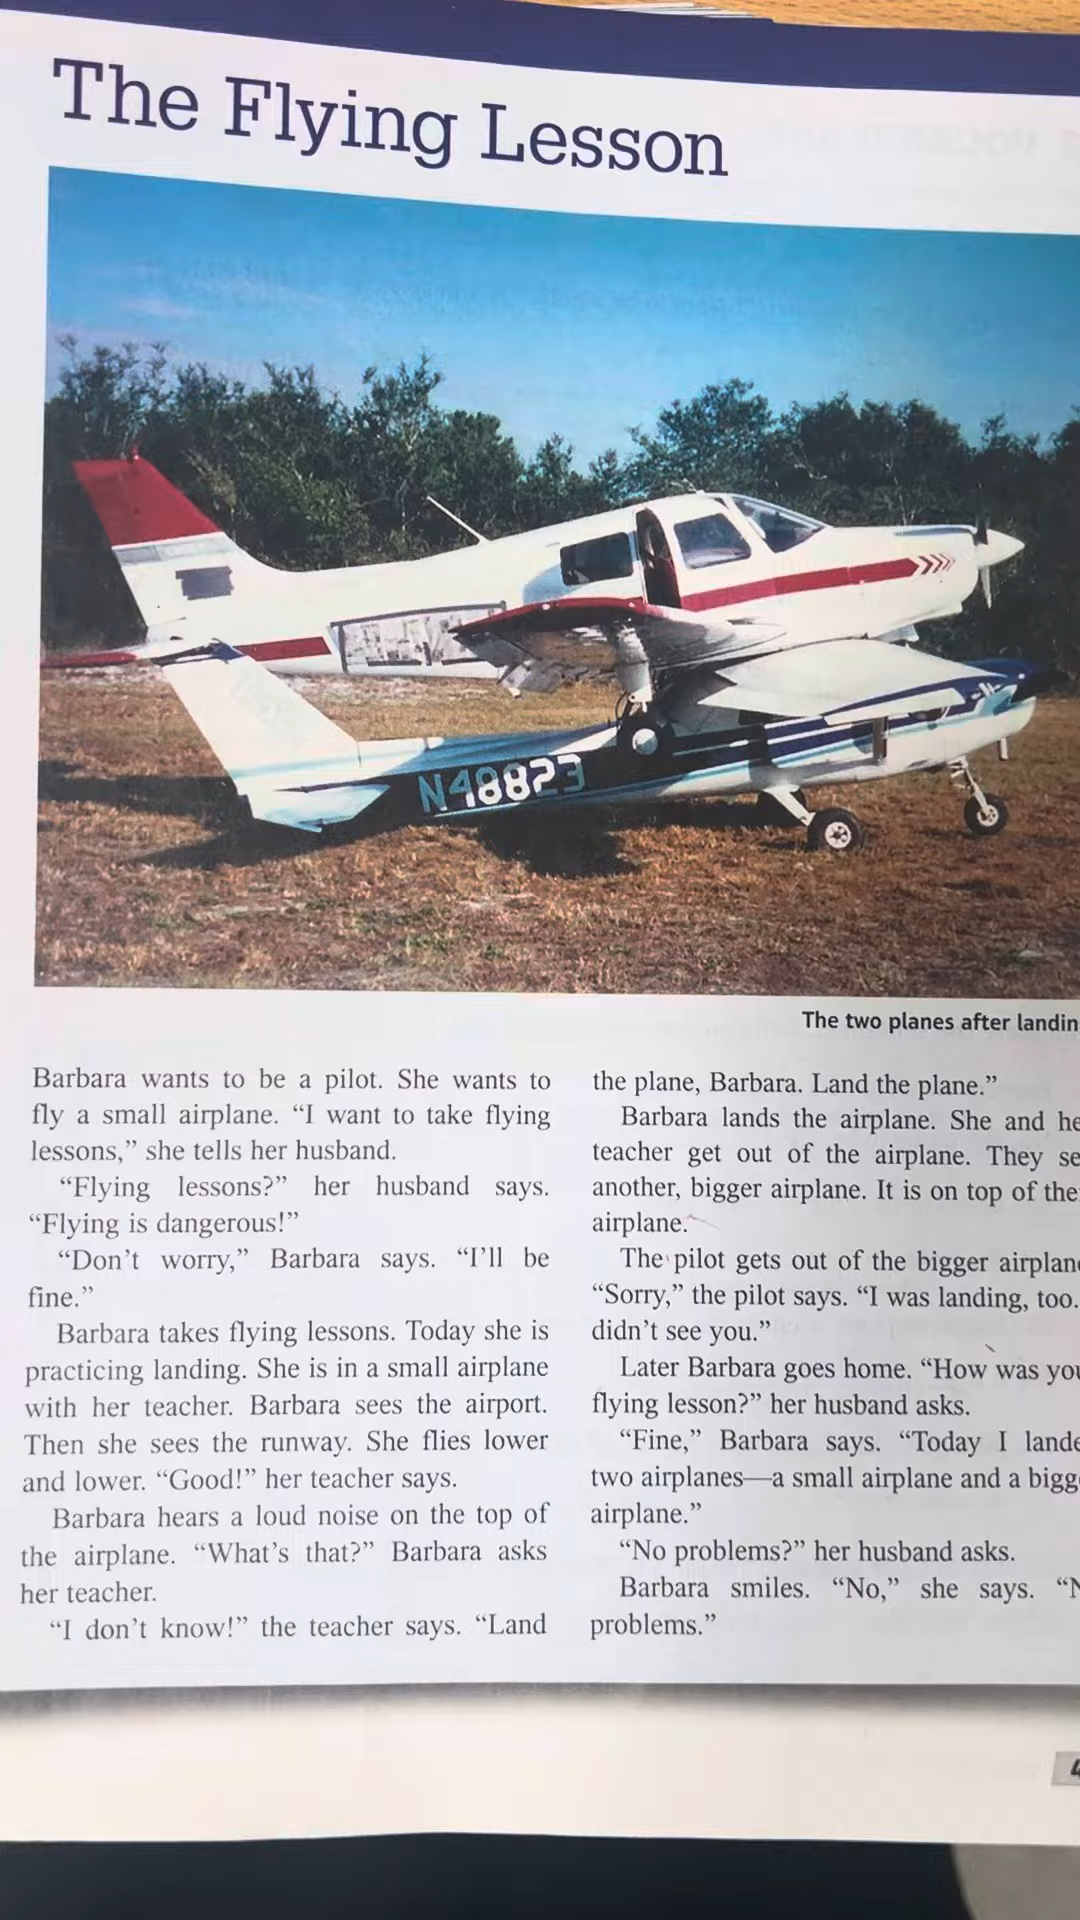 The Flying Lesson
N48823
The two planes after landin
Barbara wants to be a pilot. She wants to
fly a small airplane. “I want to take flying
lessons,” she tells her husband.
“Flying lessons?” her husband says.
“Flying is dangerous!”
“Don’t worry,” Barbara says. “I’ll be
fine.”
Barbara takes flying lessons. Today she is
practicing landing. She is in a small airplane
with her teacher. Barbara sees the airport.
Then she sees the runway. She flies lower
and lower. “Good!” her teacher says.
Barbara hears a loud noise on the top of
the airplane. “What’s that?” Barbara asks
her teacher.
“I don’t know!” the teacher says. “Land
the plane, Barbara. Land the plane.”
Barbara lands the airplane. She and he
teacher get out of the airplane. They se
another, bigger airplane. It is on top of the
airplane.
The pilot gets out of the bigger airplan
“Sorry,” the pilot says. “I was landing, too.
didn’t see you.”
Later Barbara goes home. “How was you
flying lesson?” her husband asks.
“Fine,” Barbara says. “Today I lande
two airplanes—a small airplane and a bigg
airplane.”
“No problems?” her husband asks.
Barbara smiles. “No,” she says. “N
problems.”